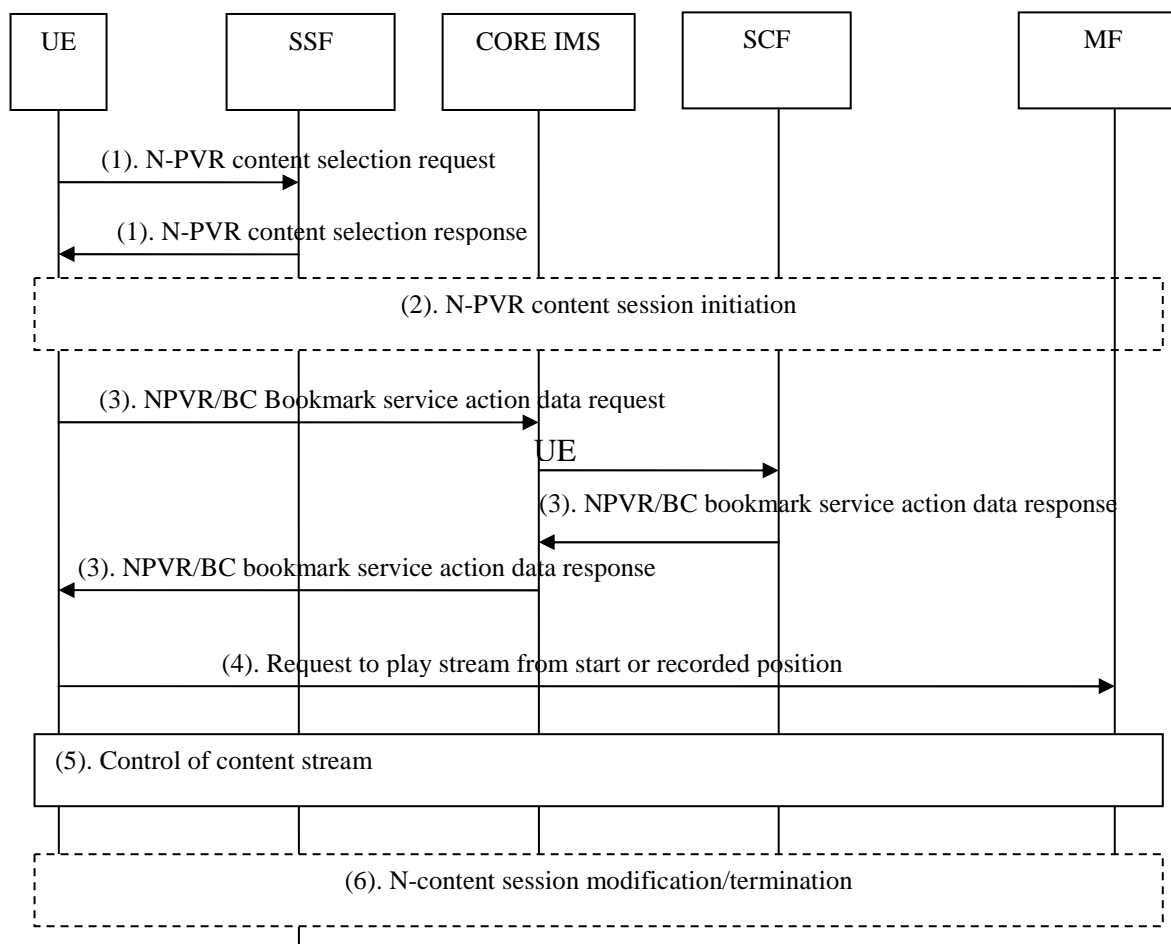 UE
SSF
CORE IMS
SCF
MF
(1). N-PVR content selection request
(1). N-PVR content selection response
(2). N-PVR content session initiation
(3). NPVR/BC Bookmark service action data request
UE
(3). NPVR/BC bookmark service action data response
(3). NPVR/BC bookmark service action data response
(4). Request to play stream from start or recorded position
(5). Control of content stream
(6). N-content session modification/termination